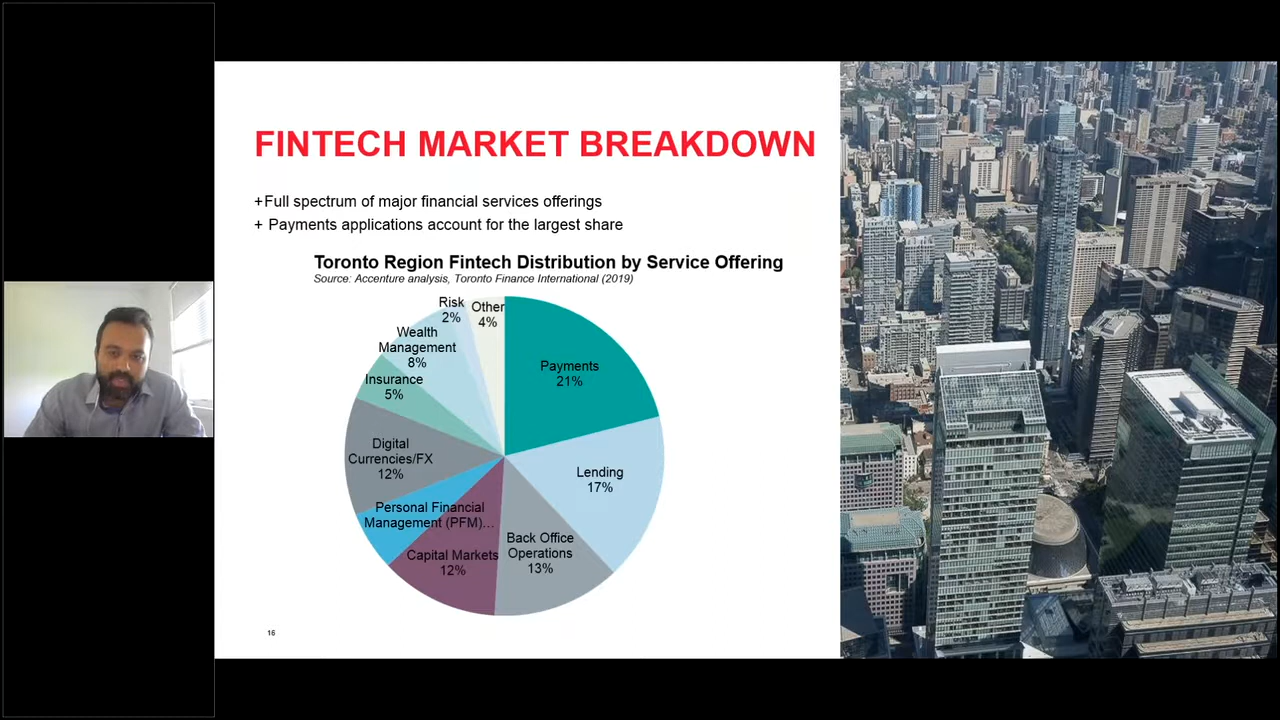 FINTECH MARKET BREAKDOWN
+Full spectrum of major financial services offerings
+ Payments applications account for the largest share
Toronto Region Fintech Distribution by Service Offering
Source: Accenture analysis, Toronto Finance International (2019)
Risk
2%
Other
4%
Wealth
Management
8%
Payments
21%
Insurance
5%
Digital
Currencies/FX
12%
Lending
17%
Personal Financial
Management (PFM)...
Back Office
Operations
13%
Capital Markets
12%
16